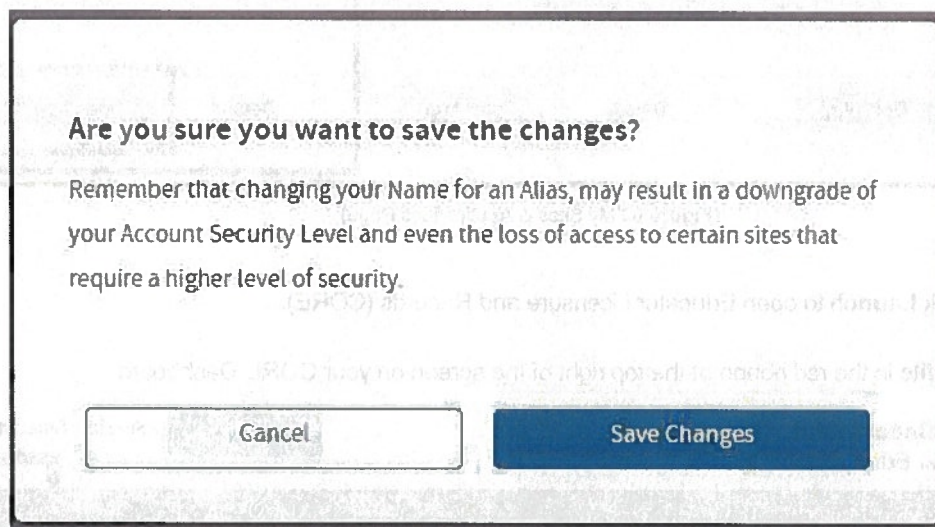 Are you sure you want to save the changes?
Remember that changing your Name for an Alias, may result in a downgrade of
your Account Security Level and even the loss of access to certain sites that
require a higher level of security.
Cancel
Save Changes